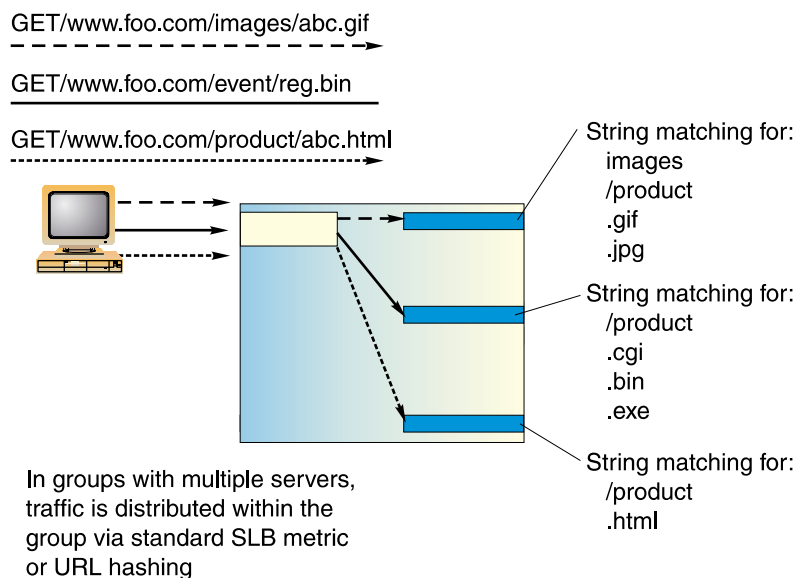 GET/www.foo.com/images/abc.gif
GET/www.foo.com/event/reg.bin
GET/www.foo.com/product/abc.html
String matching for:
images
/product
.gif
.jpg
String matching for:
/product
.cgi
.bin
.exe
String matching for:
/product
.html
In groups with multiple servers,
traffic is distributed within the
group via standard SLB metric
or URL hashing